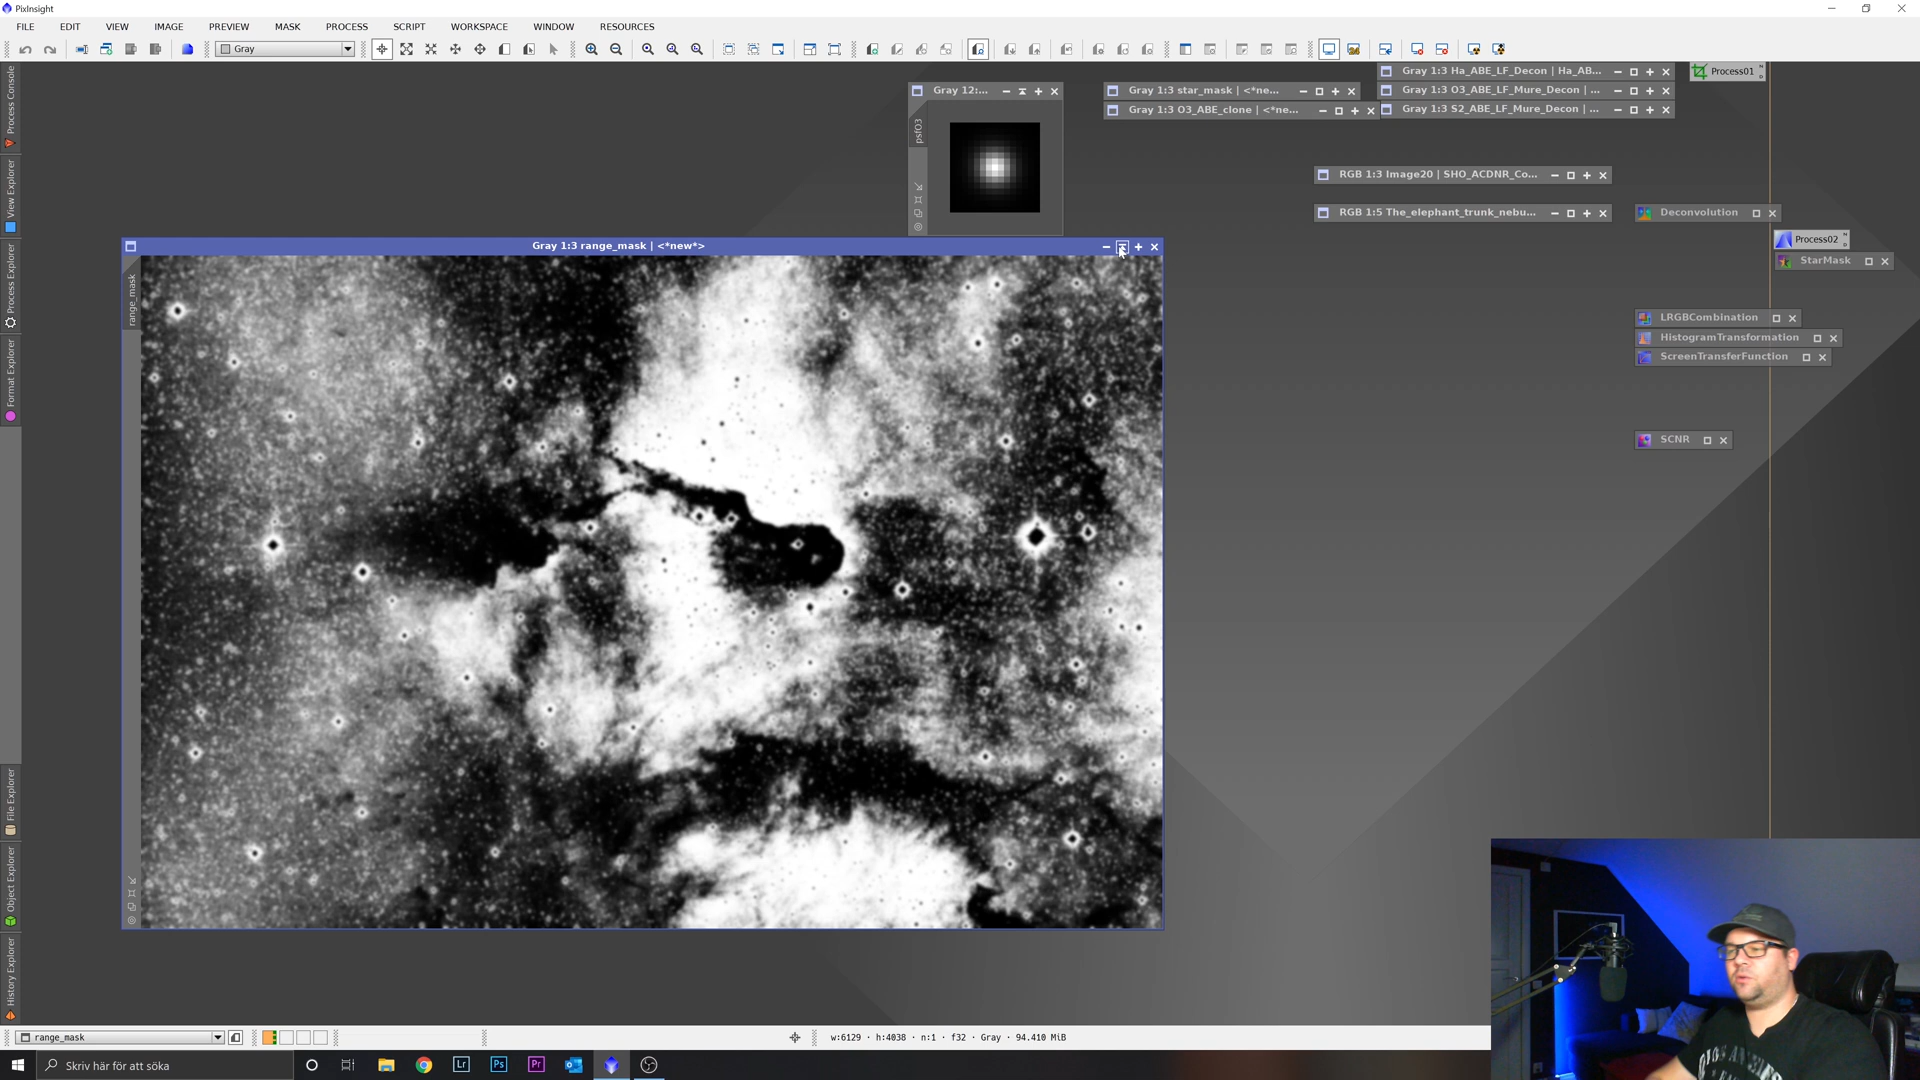 PixInsight
FILE EDIT VIEW IMAGE PREVIEW MASK PROCESS SCRIPT WORKSPACE WINDOW RESOURCES
Gray
Process Console
View Explorer
Process Explorer
Format Explorer
File Explorer
Object Explorer
History Explorer
Gray 12:...
psfO3
Gray 1:3 star_mask | <*ne...
Gray 1:3 O3_ABE_clone | <*ne...
Gray 1:3 Ha_ABE_LF_Decon | Ha_AB...
Gray 1:3 O3_ABE_LF_Mure_Decon | ...
Gray 1:3 S2_ABE_LF_Mure_Decon | ...
Process01
RGB 1:3 Image20 | SHO_ACDNR_Co...
RGB 1:5 The_elephant_trunk_nebu...
Deconvolution
Process02
StarMask
LRGBCombination
HistogramTransformation
ScreenTransferFunction
SCNR
Gray 1:3 range_mask | <*new*>
range_mask
range_mask
w:6129 · h:4038 · n:1 · f32 · Gray · 94.410 MiB
Skriv här för att söka
Lr
Ps
Pr